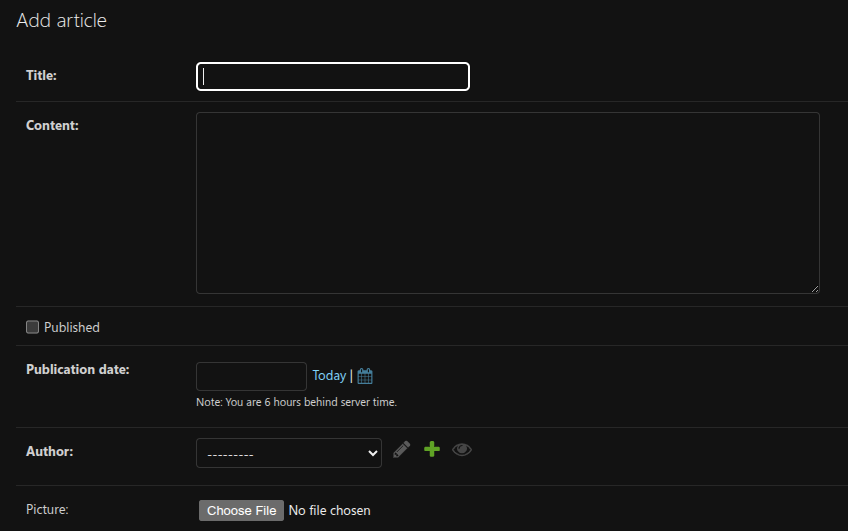 Add article
Title:
Content:
Published
Publication date:
Today |
Note: You are 6 hours behind server time.
Author:
---------
Picture:
Choose File No file chosen